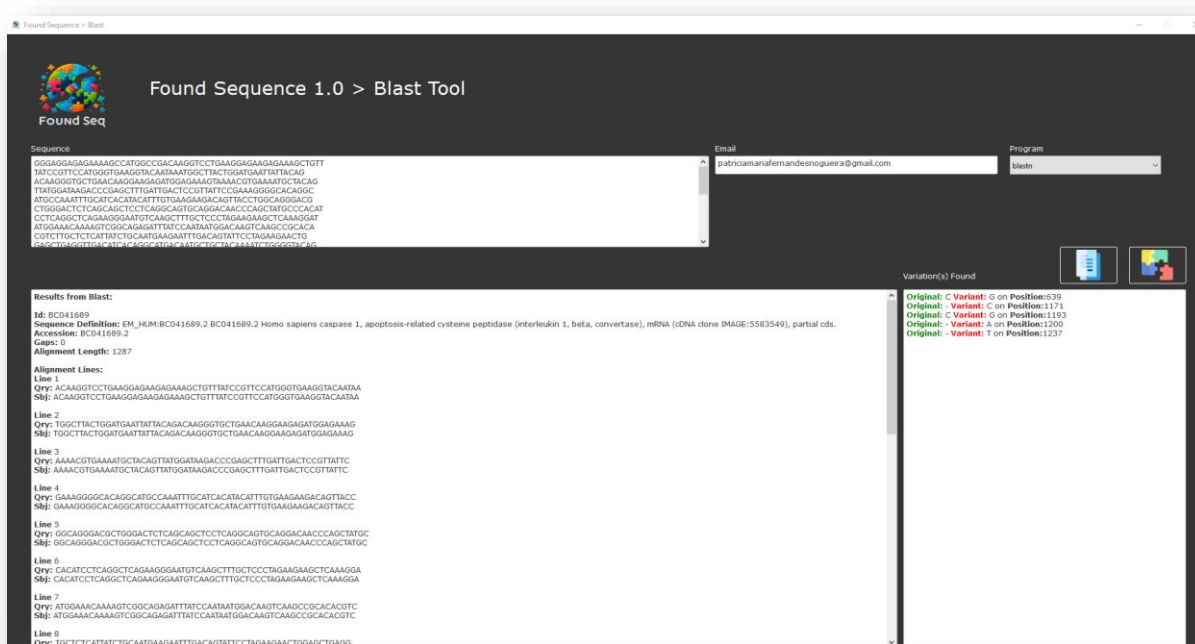 Found Sequence > Blast
Found Sequence 1.0 > Blast Tool
FOUND Seq
Sequence
GGGAGGAGAGAAAAGCCATGGCCGACAAGGTCCTGAAGGAGAAGAGAAAGCTGTT
TATCCGTTCCATGGGTGAAGGTACAATAAATGGCTTACTGGATGAATTATTACAG
ACAAGGGTGCTGAACAAGGAAGAGATGGAGAAAGTAAAACGTGAAAATGCTACAG
TTATGGATAAGACCCGAGCTTTGATTGACTCCGTTATTCCGAAAGGGGCACAGGC
ATGCCAAATTTGCATCACATACATTTGTGAAGAAGACAGTTACCTGGCAGGGACG
CTGGGACTCTCAGCAGCTCCTCAGGCAGTGCAGGACAACCCAGCTATGCCCACAT
CCTCAGGCTCAGAAGGGAATGTCAAGCTTTGCTCCCTAGAAGAAGCTCAAAGGAT
ATGGAAACAAAAGTCGGCAGAGATTTATCCAATAATGGACAAGTCAAGCCGCACA
CGTCTTGCTCTCATTATCTGCAATGAAGAATTTGACAGTATTCCTAGAAGAACTG
GAGCTGAGGTTGACATCACAGGCATGACAATGCTGCTACAAAATCTGGGGTACAG
Email
patriciamariafernandesnogueira@gmail.com
Program
blastn
Variation(s) Found
Results from Blast:
Id: BC041689
Sequence Definition: EM_HUM:BC041689.2 BC041689.2 Homo sapiens caspase 1, apoptosis-related cysteine peptidase (interleukin 1, beta, convertase), mRNA (cDNA clone IMAGE:5583549), partial cds.
Accession: BC041689.2
Gaps: 0
Alignment Length: 1287
Alignment Lines:
Line 1
Qry: ACAAGGTCCTGAAGGAGAAGAGAAAGCTGTTTATCCGTTCCATGGGTGAAGGTACAATAA
Sbj: ACAAGGTCCTGAAGGAGAAGAGAAAGCTGTTTATCCGTTCCATGGGTGAAGGTACAATAA
Line 2
Qry: TGGCTTACTGGATGAATTATTACAGACAAGGGTGCTGAACAAGGAAGAGATGGAGAAAG
Sbj: TGGCTTACTGGATGAATTATTACAGACAAGGGTGCTGAACAAGGAAGAGATGGAGAAAG
Line 3
Qry: AAAACGTGAAAATGCTACAGTTATGGATAAGACCCGAGCTTTGATTGACTCCGTTATTC
Sbj: AAAACGTGAAAATGCTACAGTTATGGATAAGACCCGAGCTTTGATTGACTCCGTTATTC
Line 4
Qry: GAAAGGGGCACAGGCATGCCAAATTTGCATCACATACATTTGTGAAGAAGACAGTTACC
Sbj: GAAAGGGGCACAGGCATGCCAAATTTGCATCACATACATTTGTGAAGAAGACAGTTACC
Line 5
Qry: GGCAGGGACGCTGGGACTCTCAGCAGCTCCTCAGGCAGTGCAGGACAACCCAGCTATGC
Sbj: GGCAGGGACGCTGGGACTCTCAGCAGCTCCTCAGGCAGTGCAGGACAACCCAGCTATGC
Line 6
Qry: CACATCCTCAGGCTCAGAAGGGAATGTCAAGCTTTGCTCCCTAGAAGAAGCTCAAAGGA
Sbj: CACATCCTCAGGCTCAGAAGGGAATGTCAAGCTTTGCTCCCTAGAAGAAGCTCAAAGGA
Line 7
Qry: ATGGAAACAAAAGTCGGCAGAGATTTATCCAATAATGGACAAGTCAAGCCGCACACGTC
Sbj: ATGGAAACAAAAGTCGGCAGAGATTTATCCAATAATGGACAAGTCAAGCCGCACACGTC
Line 8
Qry: TGCTCTCATTATCTGCAATGAAGAATTTGACAGTATTCCTAGAAGAACTGGAGCTGAGG
Original: C Variant: G on Position:639
Original: - Variant: C on Position:1171
Original: C Variant: G on Position:1193
Original: - Variant: A on Position:1200
Original: - Variant: T on Position:1237